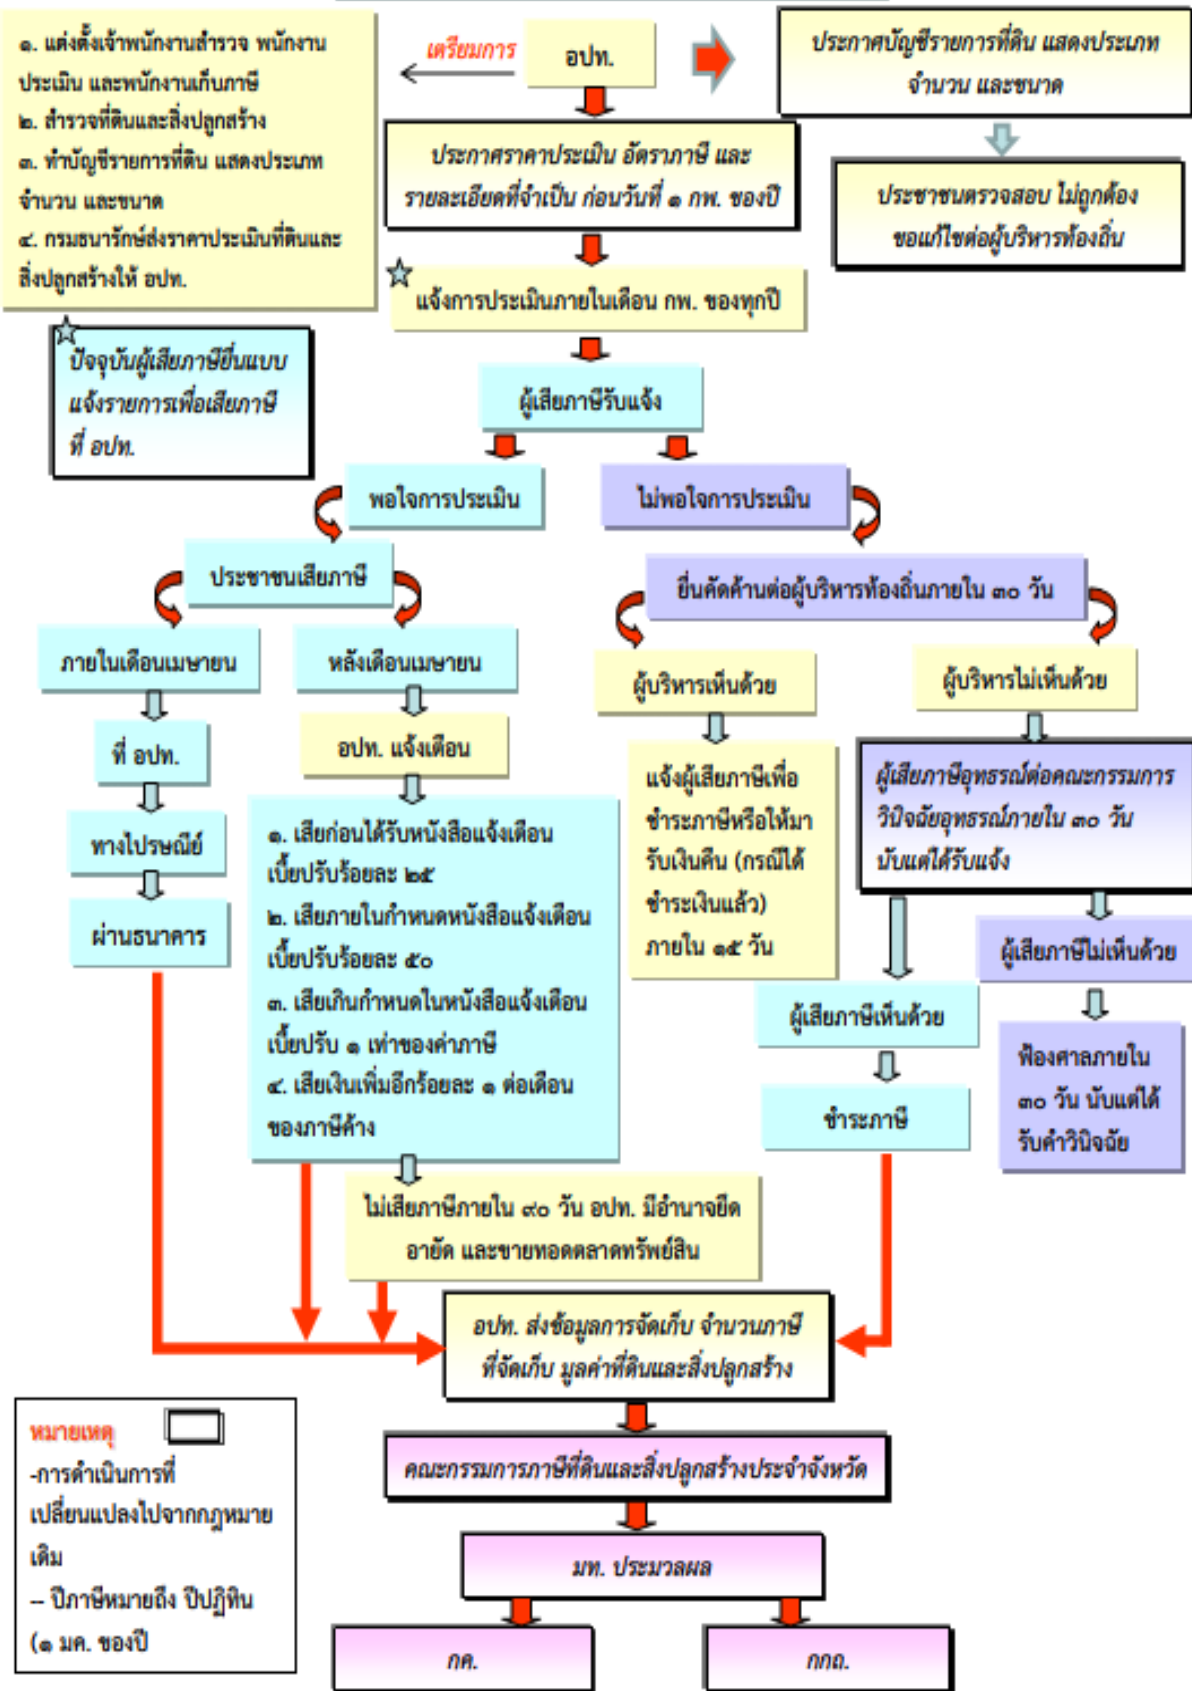 ๑. แต่งตั้งเจ้าพนักงานสำรวจ พนักงาน
ประเมิน และพนักงานเก็บภาษี
๒. สำรวจที่ดินและสิ่งปลูกสร้าง
๓. ทำบัญชีรายการที่ดิน แสดงประเภท
จำนวน และขนาด
๔. กรมธนารักษ์ส่งราคาประเมินที่ดินและ
สิ่งปลูกสร้างให้ อปท.
เตรียมการ
อปท.
ประกาศบัญชีรายการที่ดิน แสดงประเภท
จำนวน และขนาด
ประกาศราคาประเมิน อัตราภาษี และ
รายละเอียดที่จำเป็น ก่อนวันที่ ๑ กพ. ของปี
ประชาชนตรวจสอบ ไม่ถูกต้อง
ขอแก้ไขต่อผู้บริหารท้องถิ่น
แจ้งการประเมินภายในเดือน กพ. ของทุกปี
ปัจจุบันผู้เสียภาษียื่นแบบ
แจ้งรายการเพื่อเสียภาษี
ที่ อปท.
ผู้เสียภาษีรับแจ้ง
พอใจการประเมิน
ไม่พอใจการประเมิน
ประชาชนเสียภาษี
ยื่นคัดค้านต่อผู้บริหารท้องถิ่นภายใน ๓๐ วัน
ภายในเดือนเมษายน
หลังเดือนเมษายน
ผู้บริหารเห็นด้วย
ผู้บริหารไม่เห็นด้วย
ที่ อปท.
ทางไปรษณีย์
ผ่านธนาคาร
อปท. แจ้งเตือน
๑. เสียก่อนได้รับหนังสือแจ้งเตือน
เบี้ยปรับร้อยละ ๒๕
๒. เสียภายในกำหนดหนังสือแจ้งเตือน
เบี้ยปรับร้อยละ ๕๐
๓. เสียเกินกำหนดในหนังสือแจ้งเตือน
เบี้ยปรับ ๑ เท่าของค่าภาษี
๔. เสียเงินเพิ่มอีกร้อยละ ๑ ต่อเดือน
ของภาษีค้าง
แจ้งผู้เสียภาษีเพื่อ
ชำระภาษีหรือให้มา
รับเงินคืน (กรณีได้
ชำระเงินแล้ว)
ภายใน ๑๕ วัน
ผู้เสียภาษีอุทธรณ์ต่อคณะกรรมการ
วินิจฉัยอุทธรณ์ภายใน ๓๐ วัน
นับแต่ได้รับแจ้ง
ผู้เสียภาษีไม่เห็นด้วย
ผู้เสียภาษีเห็นด้วย
ฟ้องศาลภายใน
๓๐ วัน นับแต่ได้
รับคำวินิจฉัย
ชำระภาษี
ไม่เสียภาษีภายใน ๙๐ วัน อปท. มีอำนาจยึด
อายัด และขายทอดตลาดทรัพย์สิน
อปท. ส่งข้อมูลการจัดเก็บ จำนวนภาษี
ที่จัดเก็บ มูลค่าที่ดินและสิ่งปลูกสร้าง
คณะกรรมการภาษีที่ดินและสิ่งปลูกสร้างประจำจังหวัด
มท. ประมวลผล
กค.
กกถ.
หมายเหตุ
-การดำเนินการที่
เปลี่ยนแปลงไปจากกฎหมาย
เดิม
-- ปีภาษีหมายถึง ปีปฏิทิน
(๑ มค. ของปี